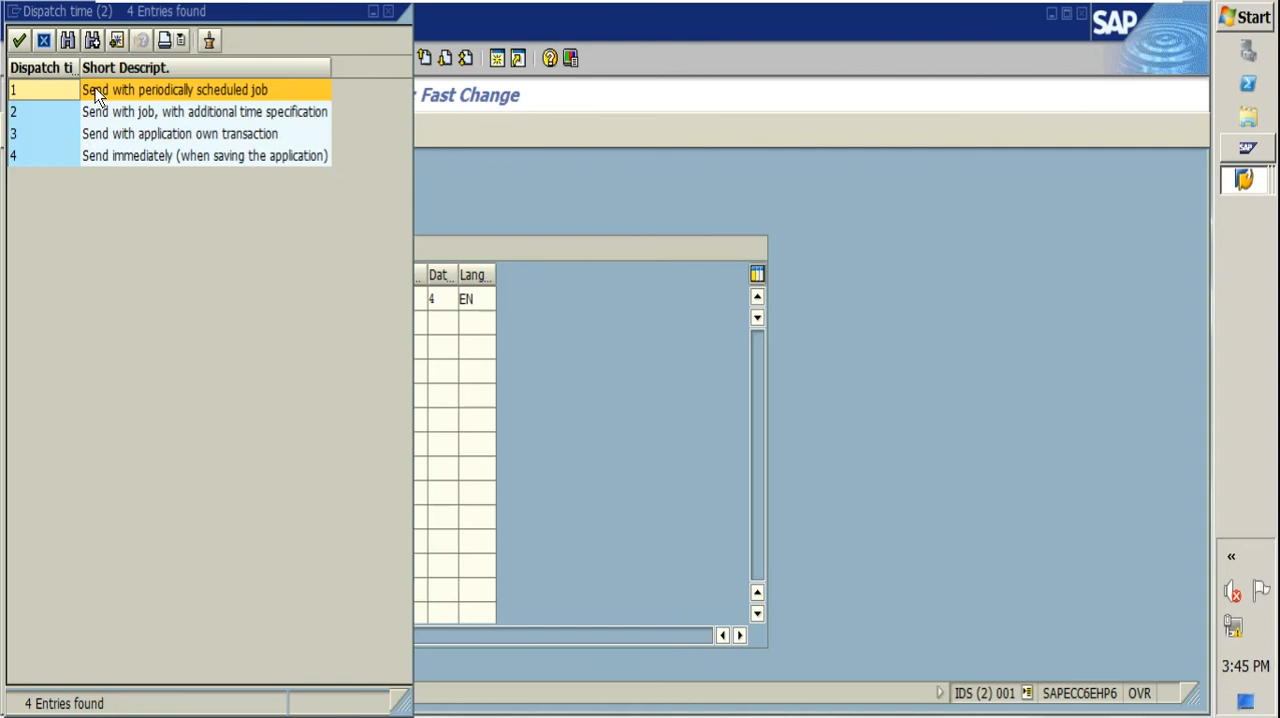 Dispatch time (2) 4 Entries found
SAP
Start
Dispatch ti.. Short Descript.
1 Send with periodically scheduled job
2 Send with job, with additional time specification
3 Send with application own transaction
4 Send immediately (when saving the application)
: Fast Change
.. Dat.. Lang..
4 EN
SAP
«
3:45 PM
4 Entries found
IDS (2) 001 SAPECC6EHP6 OVR